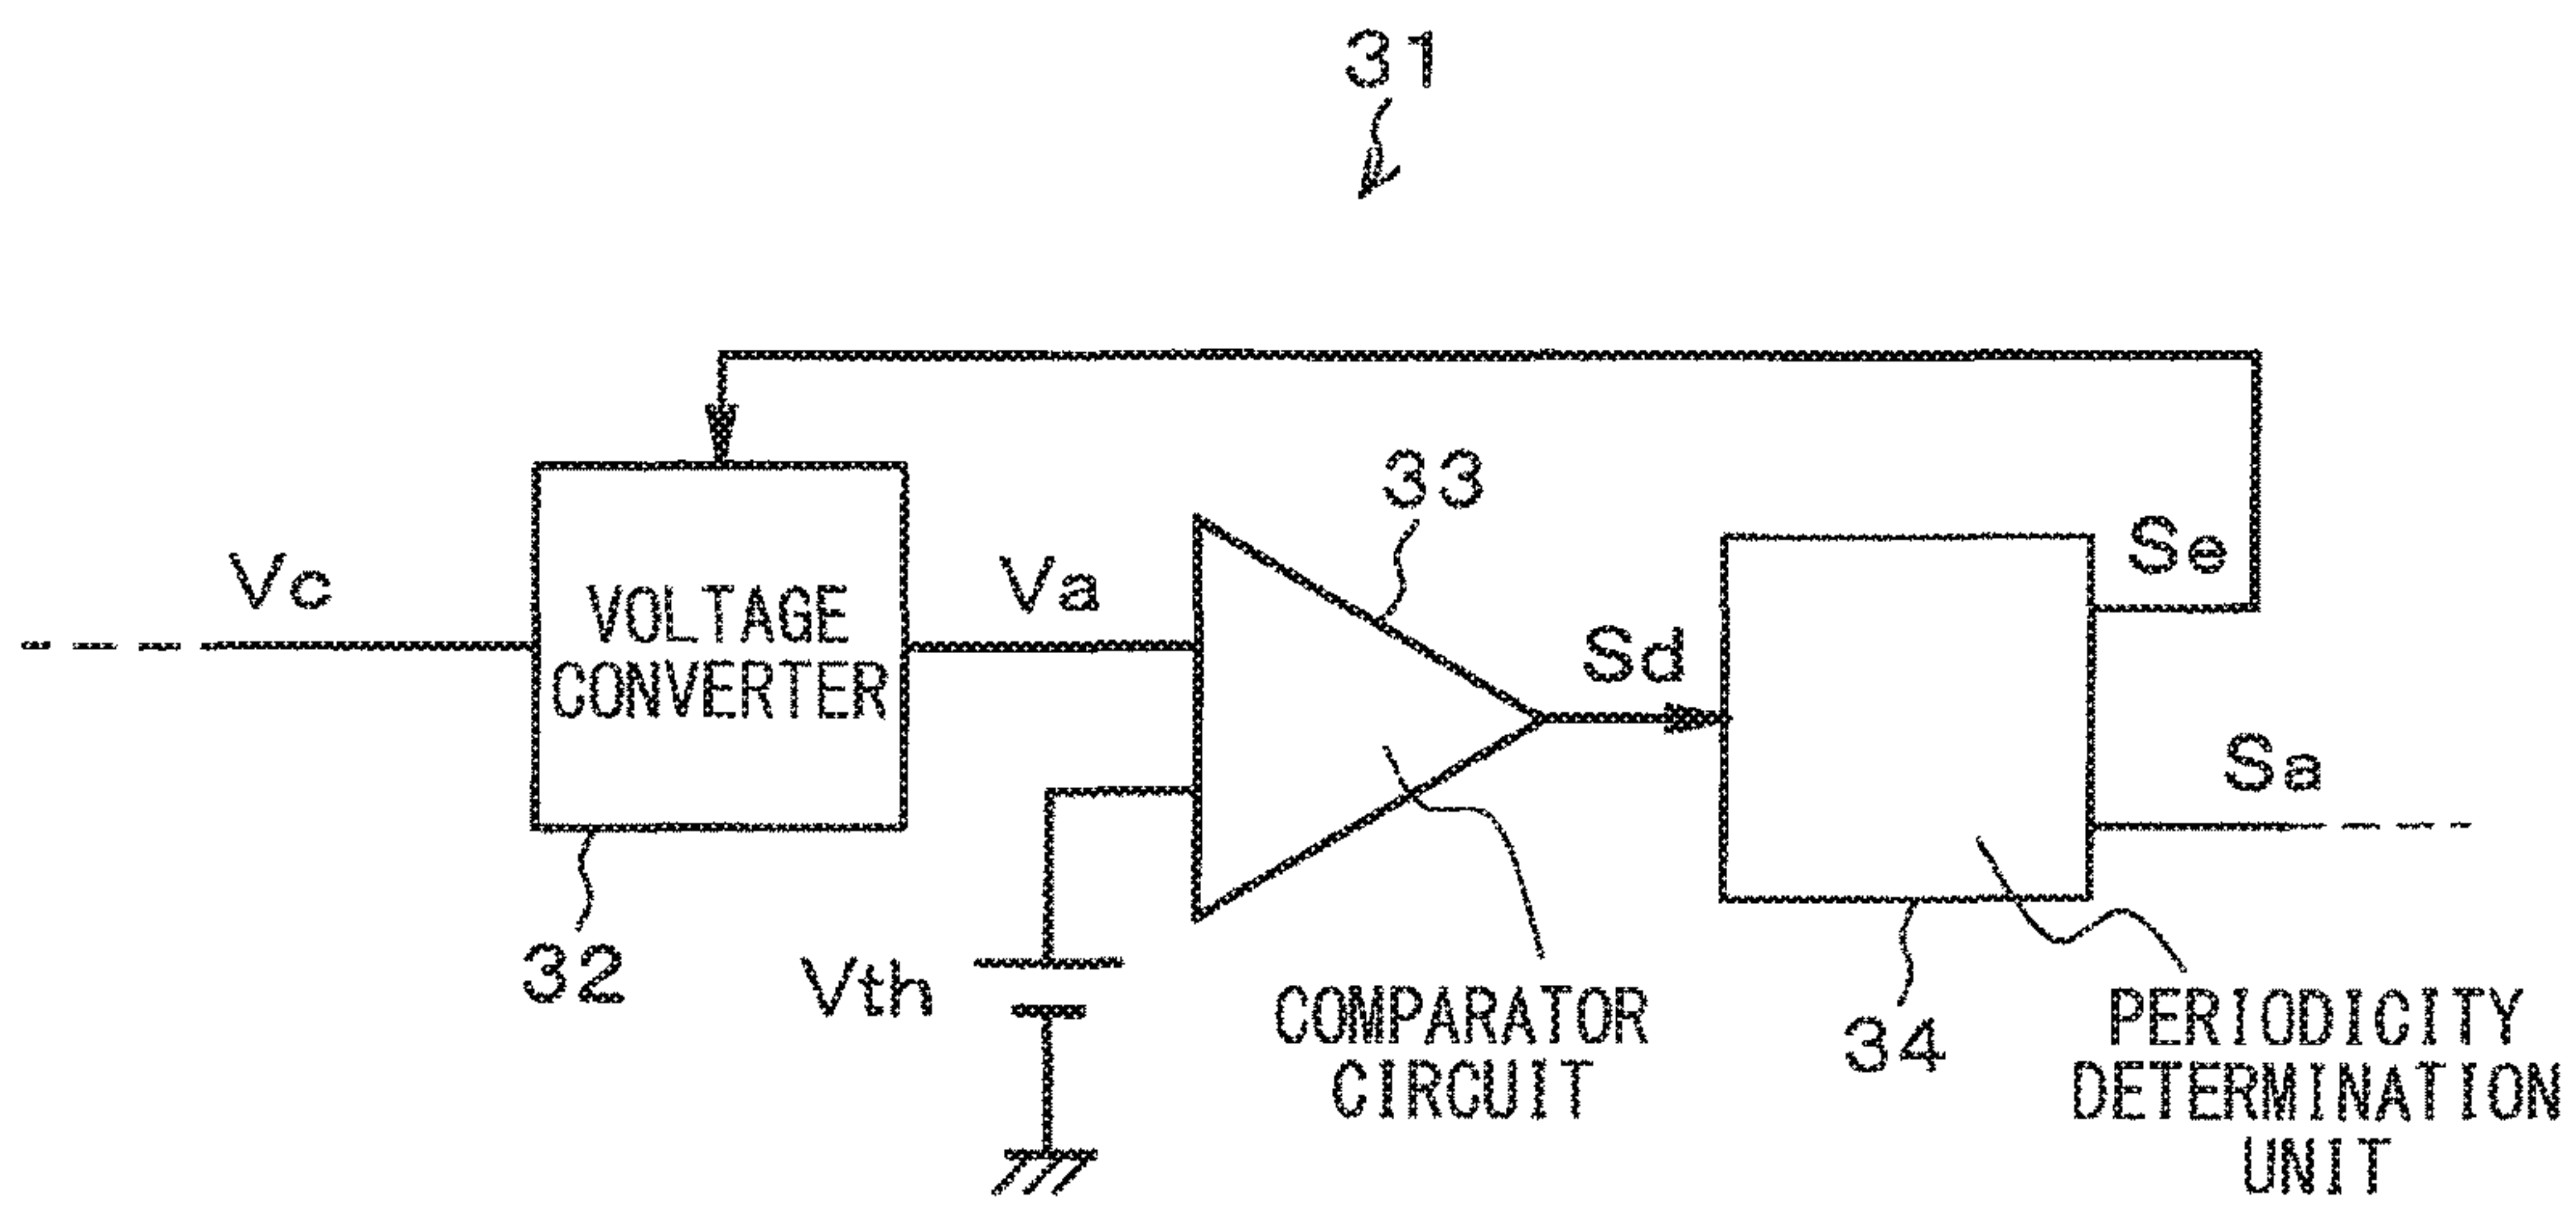 31
33
Se
Vc
Va
Sd
VOLTAGE
CONVERTER
Sa
32
Vth
COMPARATOR
CIRCUIT
34
PERIODICITY
DETERMINATION
UNIT